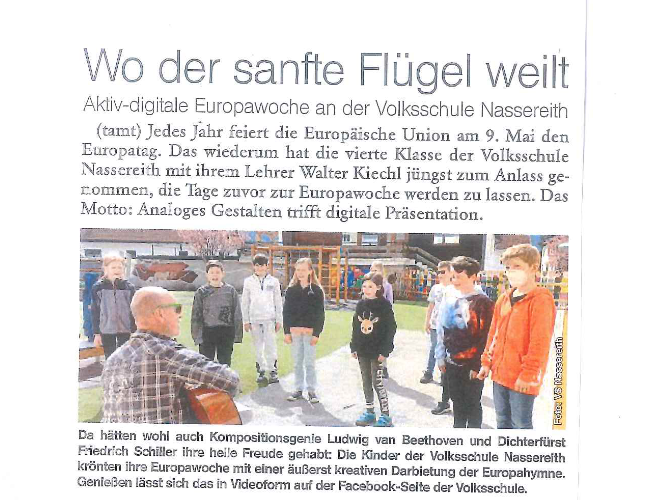 Wo der sanfte Flügel weilt
Aktiv-digitale Europawoche an der Volksschule Nassereith
(tamt) Jedes Jahr feiert die Europäische Union am 9. Mai den
Europatag. Das wiederum hat die vierte Klasse der Volksschule
Nassereith mit ihrem Lehrer Walter Kiechl jüngst zum Anlass ge-
nommen, die Tage zuvor zur Europawoche werden zu lassen. Das
Motto: Analoges Gestalten trifft digitale Präsentation.
Foto: VS Nassereith
Da hätten wohl auch Kompositionsgenie Ludwig van Beethoven und Dichterfürst
Friedrich Schiller ihre helle Freude gehabt: Die Kinder der Volksschule Nassereith
krönten ihre Europawoche mit einer äußerst kreativen Darbietung der Europahymne.
Genießen lässt sich das in Videoform auf der Facebook-Seite der Volksschule.